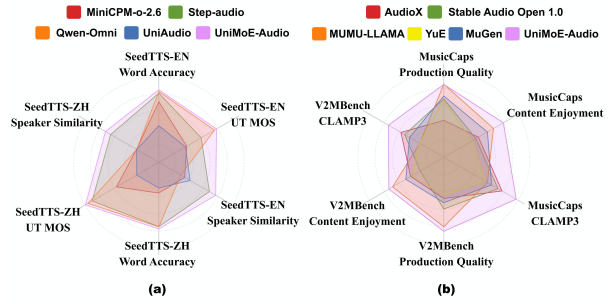 MiniCPM-o-2.6 Step-audio
Qwen-Omni UniAudio UniMoE-Audio
SeedTTS-EN
Word Accuracy
SeedTTS-EN
UT MOS
SeedTTS-EN
Speaker Similarity
SeedTTS-ZH
Word Accuracy
SeedTTS-ZH
UT MOS
SeedTTS-ZH
Speaker Similarity
(a)
AudioX Stable Audio Open 1.0
MUMU-LLAMA YuE MuGen UniMoE-Audio
MusicCaps
Production Quality
MusicCaps
Content Enjoyment
MusicCaps
CLAMP3
V2MBench
Production Quality
V2MBench
Content Enjoyment
V2MBench
CLAMP3
(b)